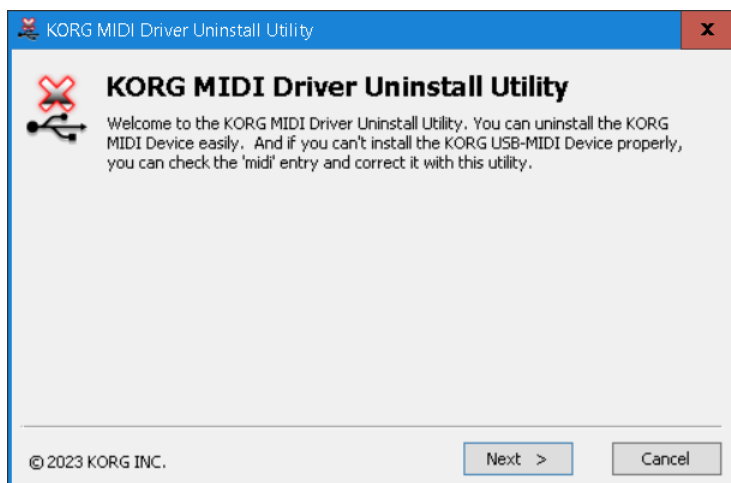 KORG MIDI Driver Uninstall Utility
x
KORG MIDI Driver Uninstall Utility
Welcome to the KORG MIDI Driver Uninstall Utility. You can uninstall the KORG
MIDI Device easily.  And if you can't install the KORG USB-MIDI Device properly,
you can check the 'midi' entry and correct it with this utility.
© 2023 KORG INC.
Next >
Cancel